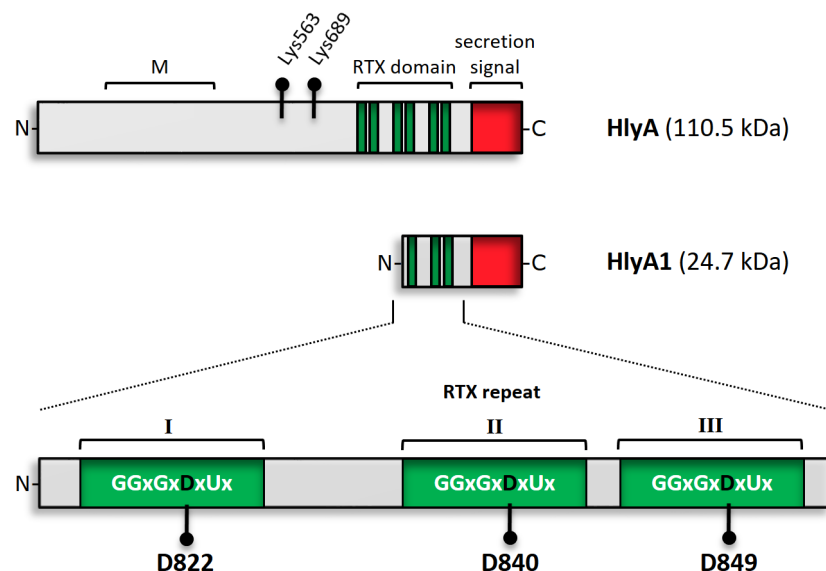 Lys563
Lys689
M
RTX domain
secretion
signal
N
C
HlyA (110.5 kDa)
N
C
HlyA1 (24.7 kDa)
RTX repeat
I
II
III
N
GGxGxDxUx
GGxGxDxUx
GGxGxDxUx
D822
D840
D849